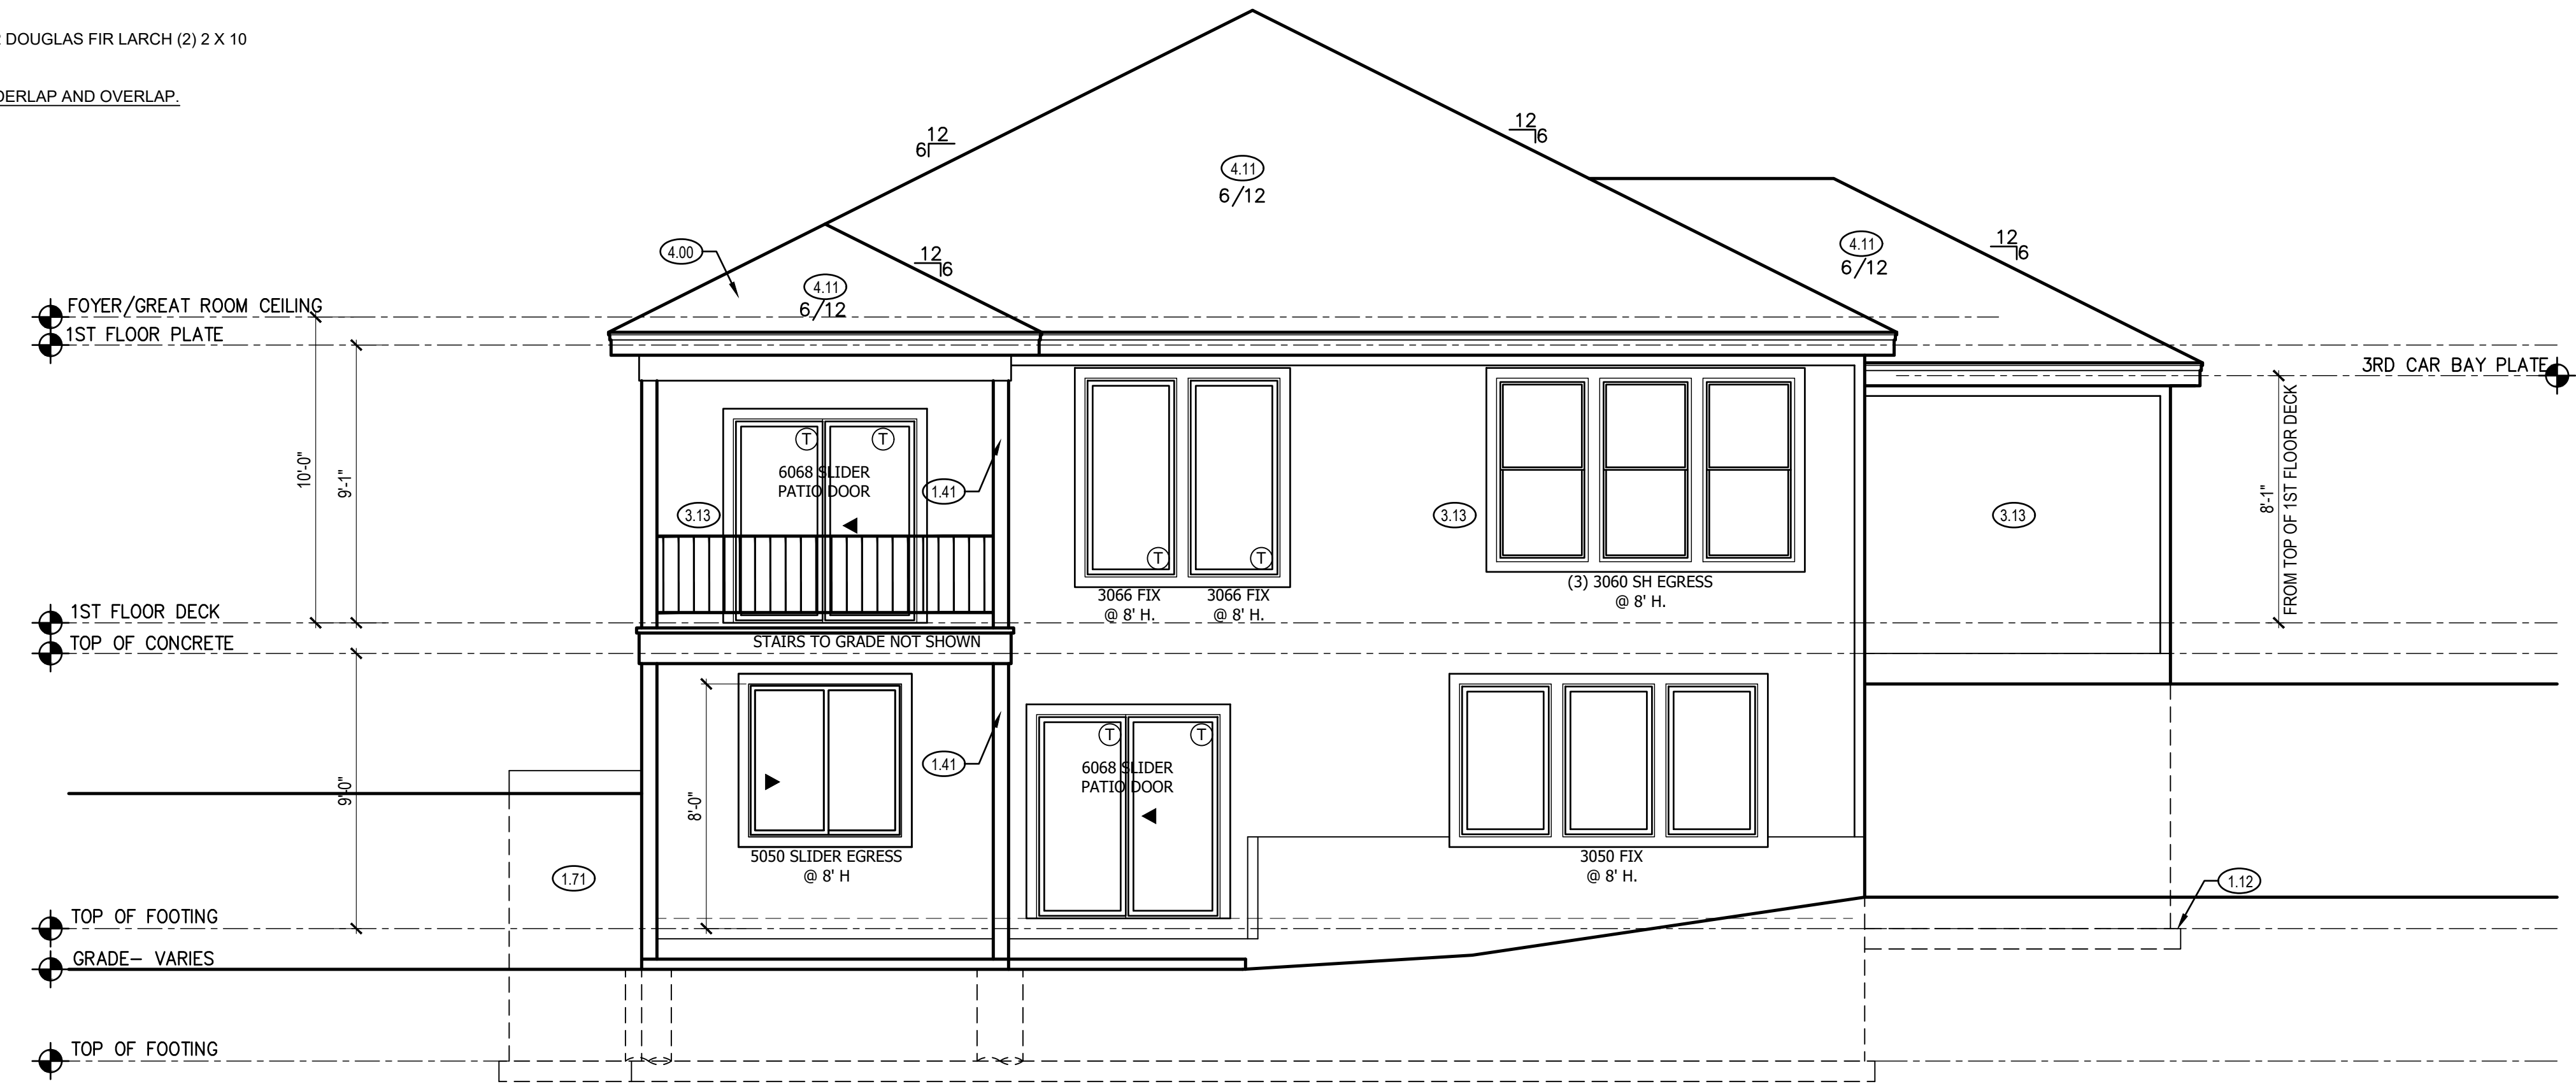 DOUGLAS FIR LARCH (2) 2 X 10
AND OVERLAP.
12
6
12
6
4.11
6/12
4.00
12
6
4.11
6/12
4.11
6/12
12
6
FOYER/GREAT ROOM CEILING
1ST FLOOR PLATE
3RD CAR BAY PLATE
10'-0"
9'-1"
T T
6068 SLIDER
PATIO DOOR
1.41
3.13
3.13
3.13
8'-1"
FROM TOP OF 1ST FLOOR DECK
T T
3066 FIX
@ 8' H.
3066 FIX
@ 8' H.
(3) 3060 SH EGRESS
@ 8' H.
1ST FLOOR DECK
TOP OF CONCRETE
STAIRS TO GRADE NOT SHOWN
9'-0"
8'-0"
1.41
T T
6068 SLIDER
PATIO DOOR
5050 SLIDER EGRESS
@ 8' H
3050 FIX
@ 8' H.
1.71
1.12
TOP OF FOOTING
GRADE- VARIES
TOP OF FOOTING